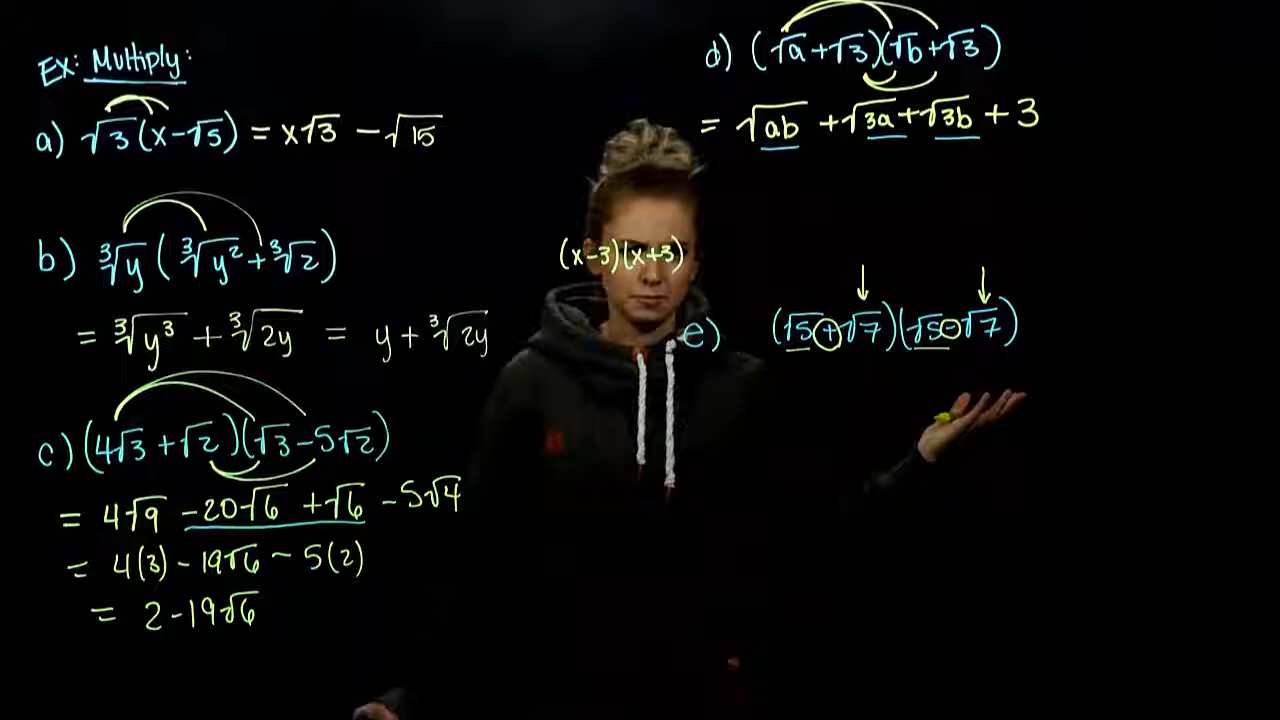 Ex: Multiply:
a) √3(x-√5) = x√3 - √15
b) ∛y(∛y² + ∛2)
= ∛y³ + ∛2y = y + ∛2y
c) (4√3 + √2)(√3 - 5√2)
= 4√9 - 20√6 + √6 - 5√4
= 4(3) - 19√6 - 5(2)
= 2 - 19√6
d) (√a + √3)(√b + √3)
= √ab + √3a + √3b + 3
(x-3)(x+3)
e) (√5 + √7)(√5 - √7)